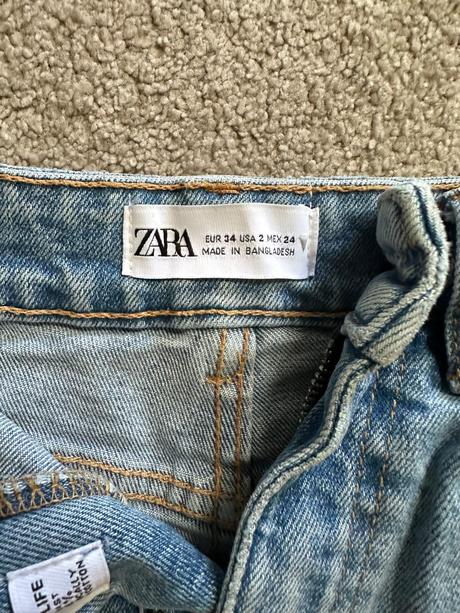 ZARA
EUR 34 USA 2 MEX 24
MADE IN BANGLADESH
LIFE